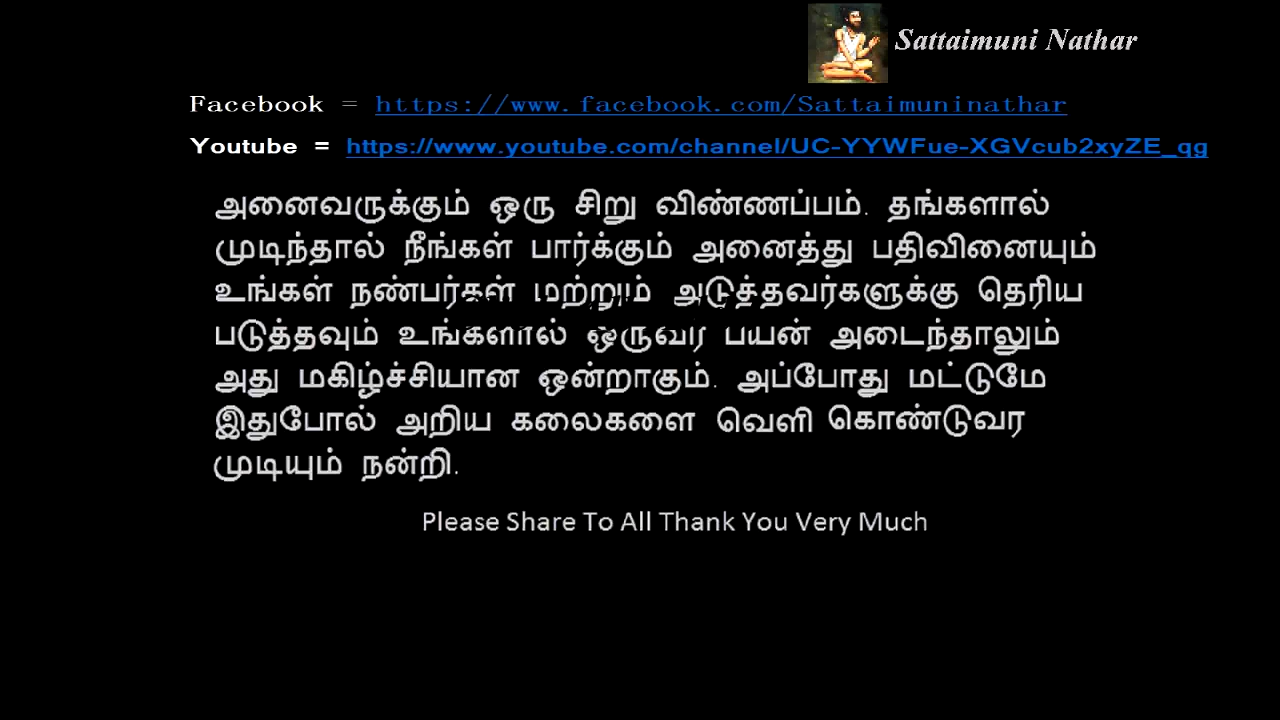 Sattaimuni Nathar
Facebook = https://www.facebook.com/Sattaimuninathar
Youtube = https://www.youtube.com/channel/UC-YYWFue-XGVcub2xyZE_qg
அனைவருக்கும் ஒரு சிறு விண்ணப்பம். தங்களால்
முடிந்தால் நீங்கள் பார்க்கும் அனைத்து பதிவினையும்
உங்கள் நண்பர்கள் மற்றும் அடுத்தவர்களுக்கு தெரிய
படுத்தவும் உங்களால் ஒருவர் பயன் அடைந்தாலும்
அது மகிழ்ச்சியான ஒன்றாகும். அப்போது மட்டுமே
இதுபோல் அறிய கலைகளை வெளி கொண்டுவர
முடியும் நன்றி.
Please Share To All Thank You Very Much